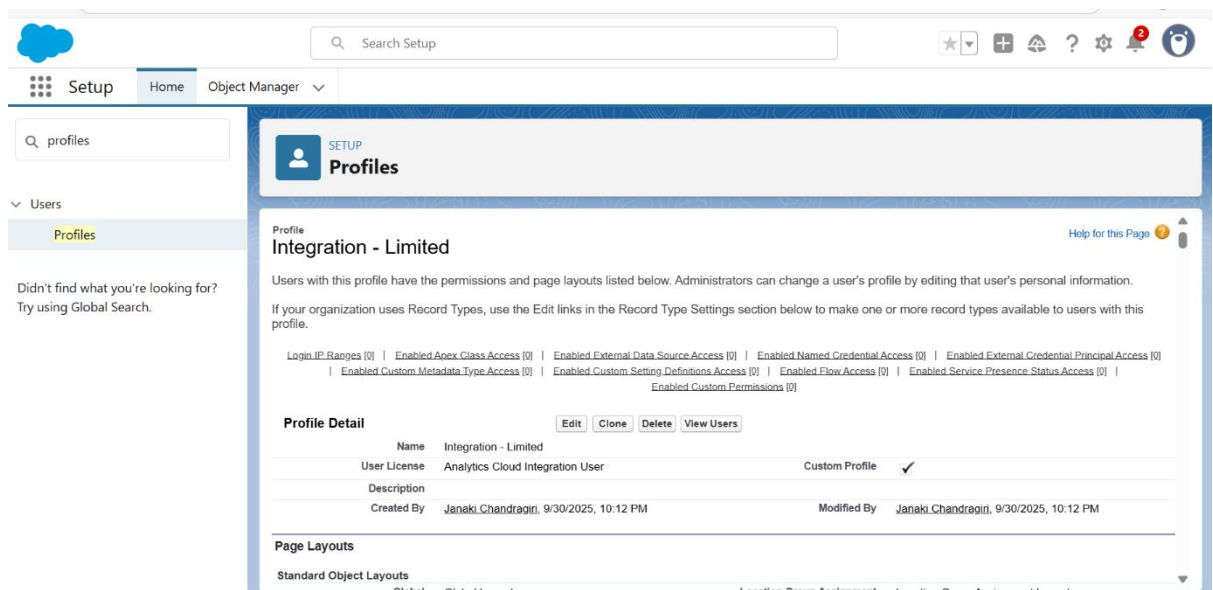 Search Setup
2
Setup Home Object Manager
profiles
SETUP
Profiles
Users
Profiles
Didn't find what you're looking for?
Try using Global Search.
Profile
Integration - Limited
Help for this Page
Users with this profile have the permissions and page layouts listed below. Administrators can change a user's profile by editing that user's personal information.
If your organization uses Record Types, use the Edit links in the Record Type Settings section below to make one or more record types available to users with this
profile.
Login IP Ranges [0] | Enabled Apex Class Access [0] | Enabled External Data Source Access [0] | Enabled Named Credential Access [0] | Enabled External Credential Principal Access [0]
| Enabled Custom Metadata Type Access [0] | Enabled Custom Setting Definitions Access [0] | Enabled Flow Access [0] | Enabled Service Presence Status Access [0] |
Enabled Custom Permissions [0]
Profile Detail Edit Clone Delete View Users
Name Integration - Limited
User License Analytics Cloud Integration User Custom Profile ✓
Description
Created By Janaki Chandragiri, 9/30/2025, 10:12 PM Modified By Janaki Chandragiri, 9/30/2025, 10:12 PM
Page Layouts
Standard Object Layouts